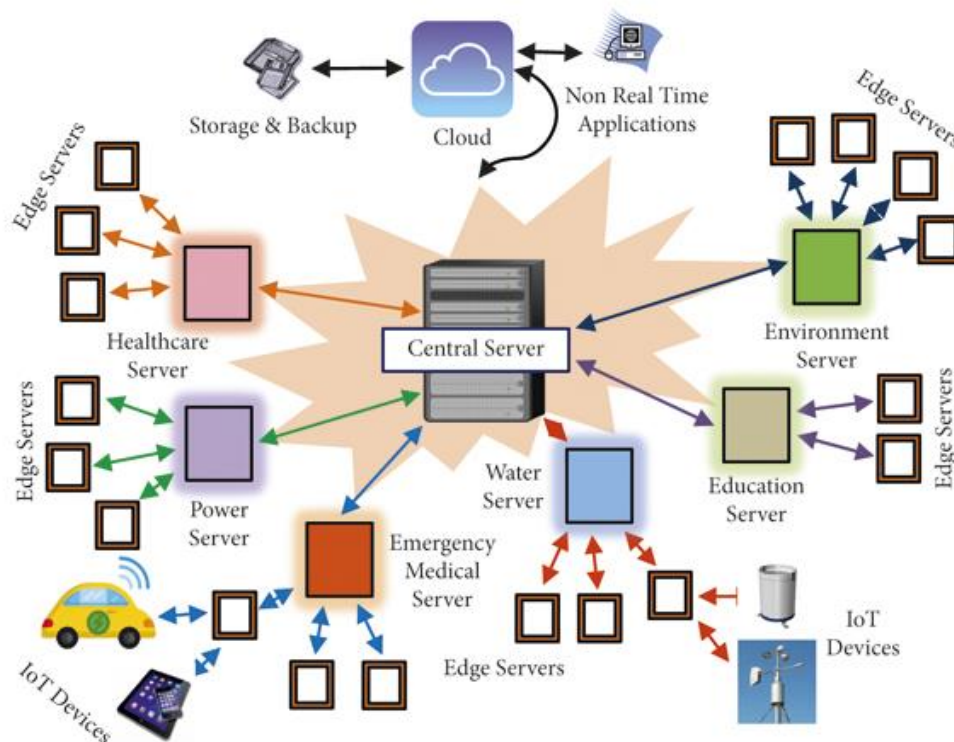 Storage & Backup
Cloud
Non Real Time
Applications
Edge Servers
Edge Servers
Healthcare
Server
Central Server
Environment
Server
Edge Servers
Power
Server
Water
Server
Education
Server
Edge Servers
Emergency
Medical
Server
IoT Devices
Edge Servers
IoT
Devices